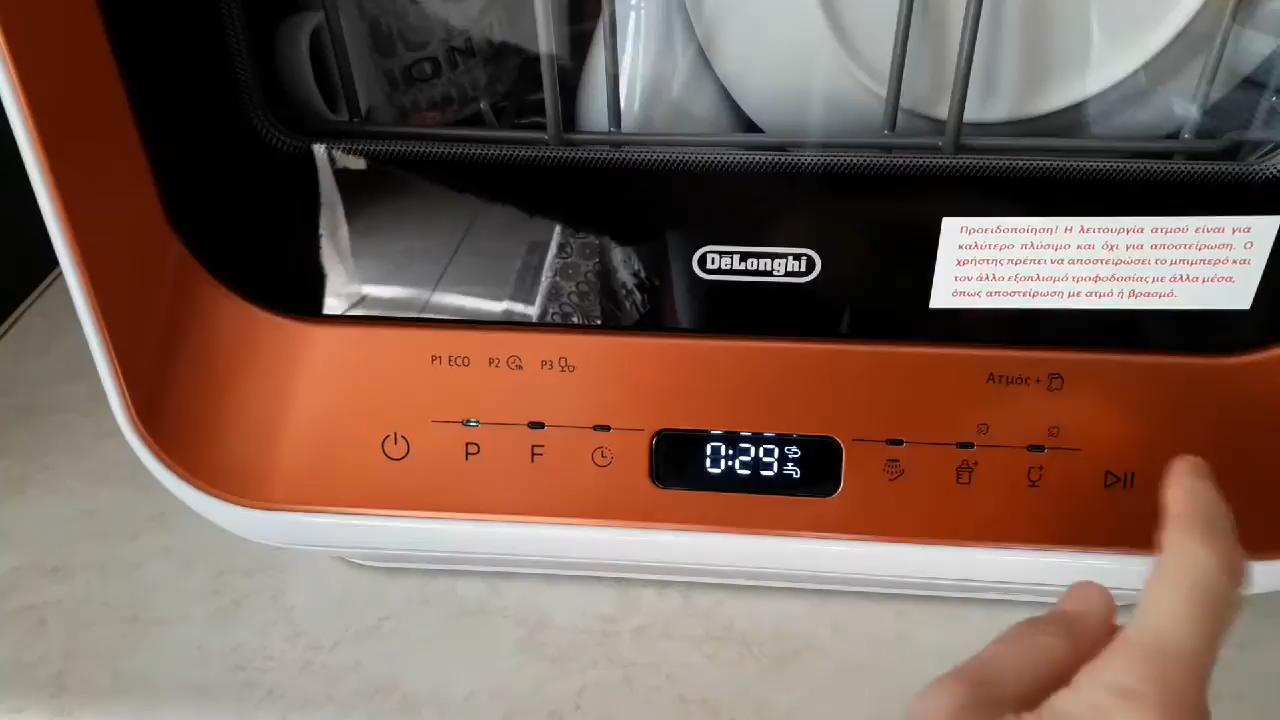 ION
DeLonghi
Προειδοποίηση! Η λειτουργία ατμού είναι για
καλύτερο πλύσιμο και όχι για αποστείρωση. Ο
χρήστης πρέπει να αποστειρώσει το μπιμπερό και
τον άλλο εξοπλισμό τροφοδοσίας με άλλα μέσα,
όπως αποστείρωση με ατμό ή βρασμό.
P1 ECO P2 P3
Ατμός +
P F
0:29